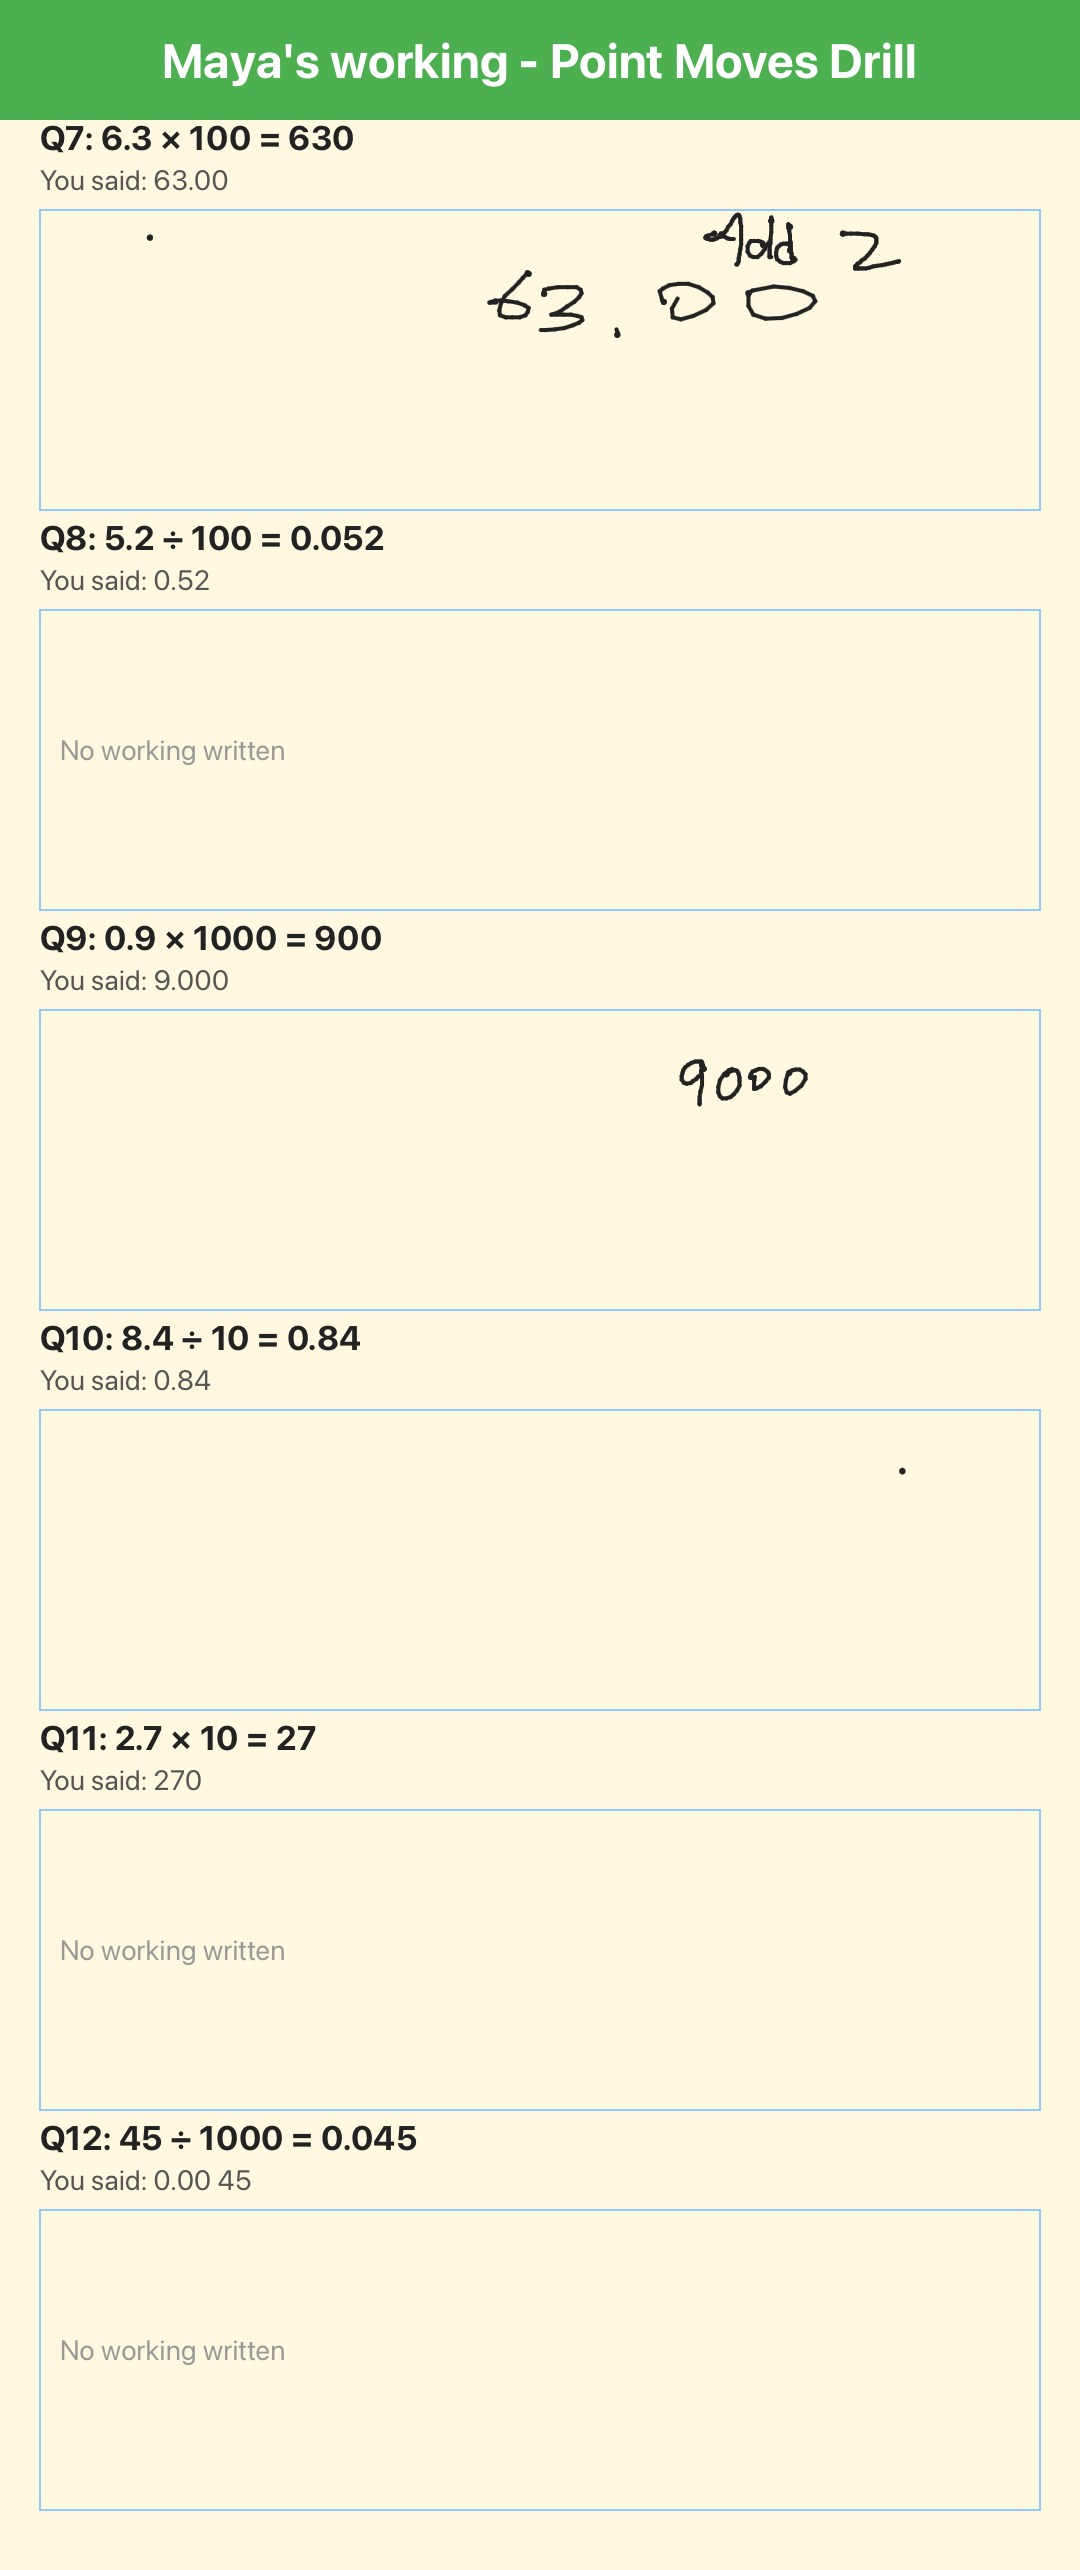 Maya's working - Point Moves Drill
Q7: 6.3 × 100 = 630
You said: 63.00
Add 2
63.00
Q8: 5.2 ÷ 100 = 0.052
You said: 0.52
No working written
Q9: 0.9 × 1000 = 900
You said: 9.000
9000
Q10: 8.4 ÷ 10 = 0.84
You said: 0.84
Q11: 2.7 × 10 = 27
You said: 270
No working written
Q12: 45 ÷ 1000 = 0.045
You said: 0.00 45
No working written